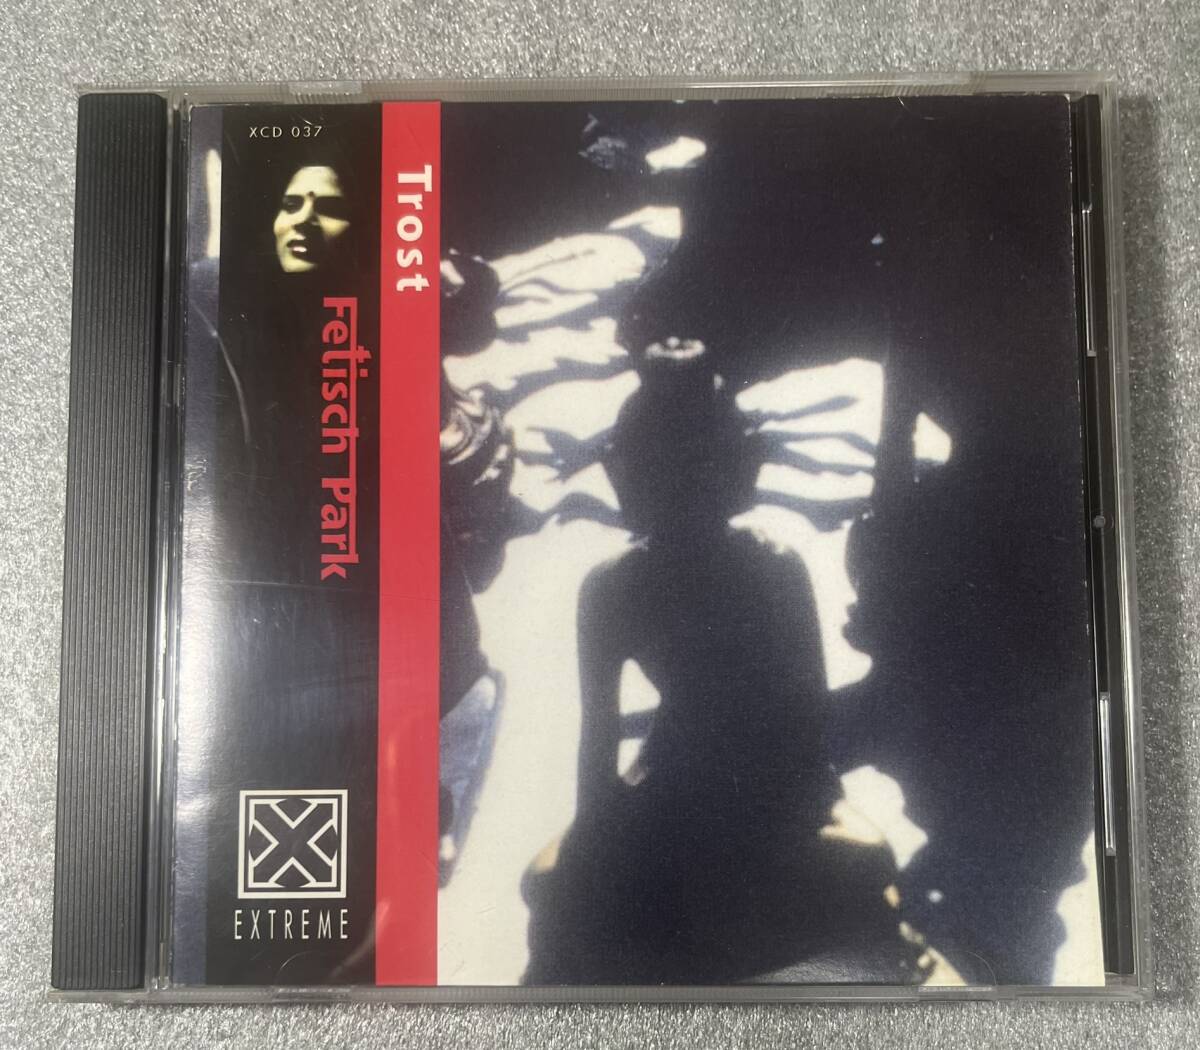 XCD 037
Trost
Fetisch Park
EXTREME